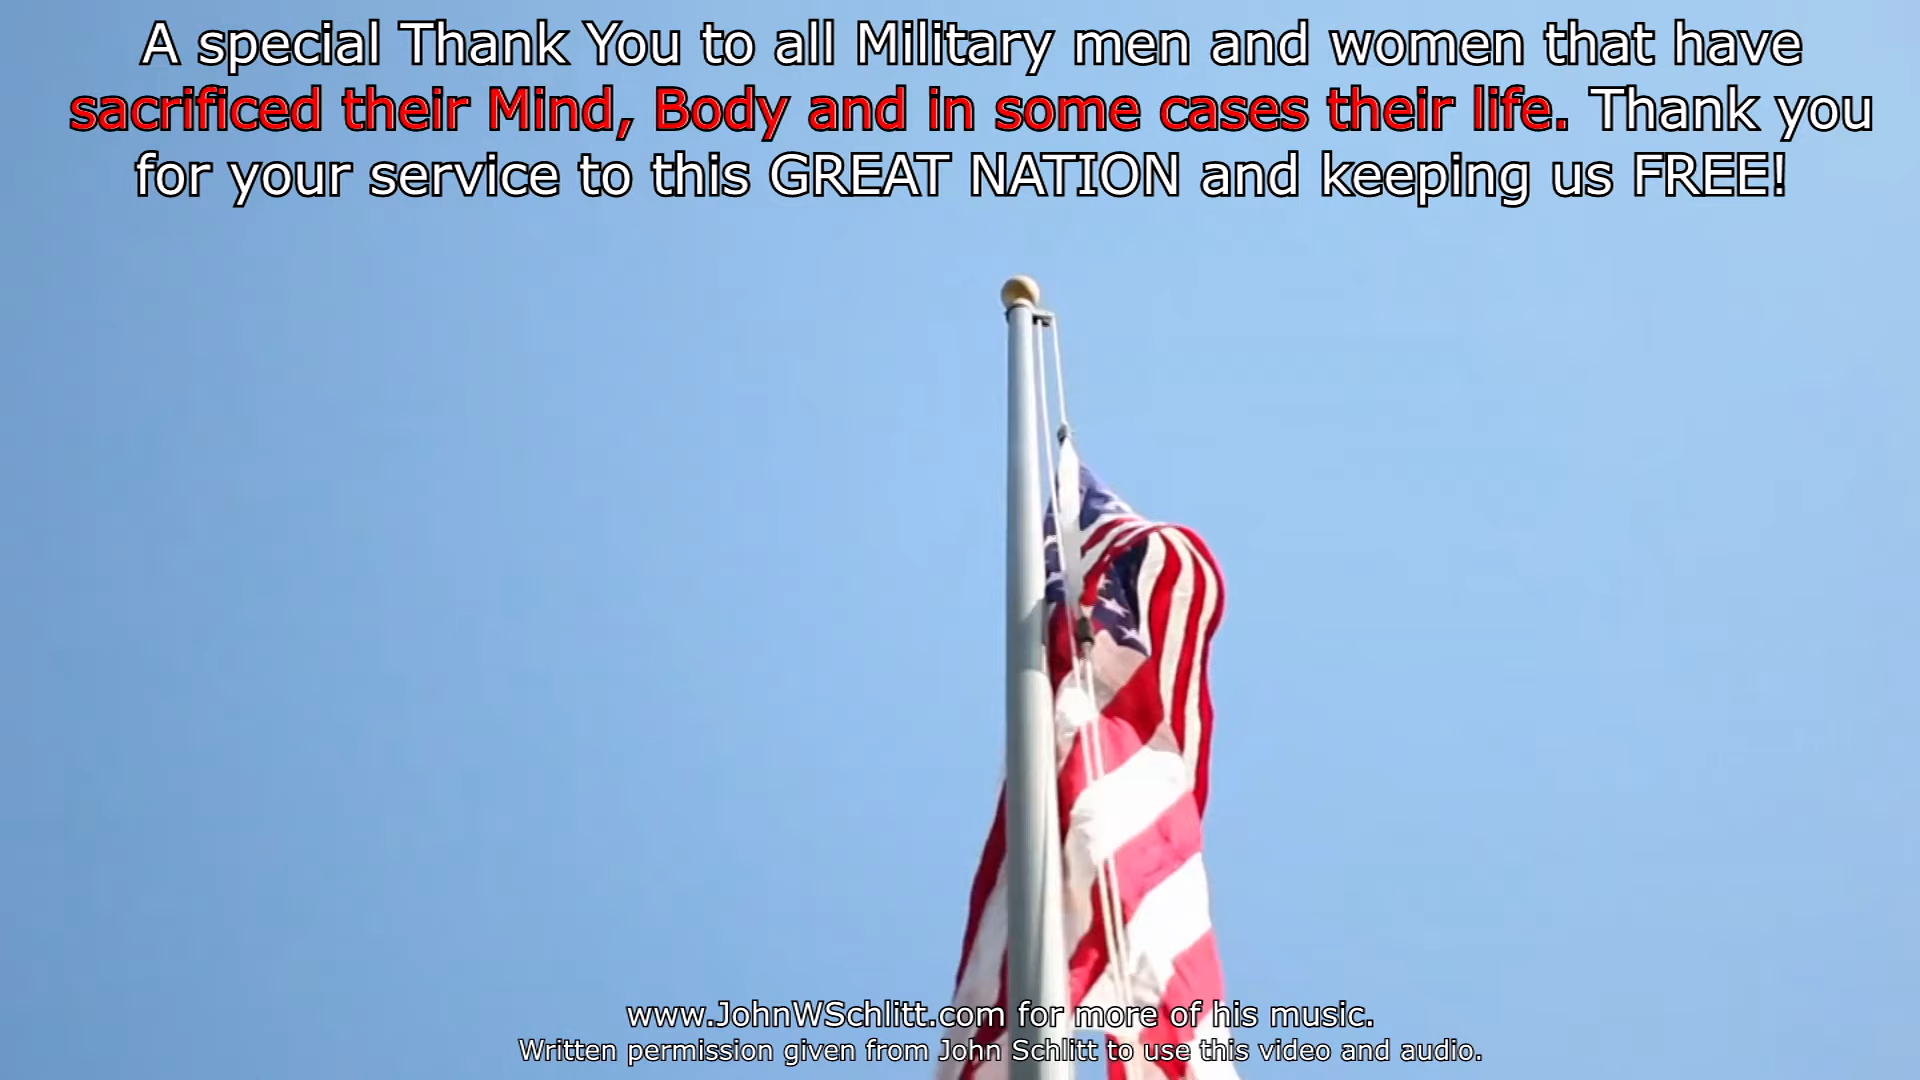 A special Thank You to all Military men and women that have
sacrificed their Mind, Body and in some cases their life. Thank you
for your service to this GREAT NATION and keeping us FREE!
www.JohnWSchlitt.com for more of his music.
Written permission given from John Schlitt to use this video and audio.